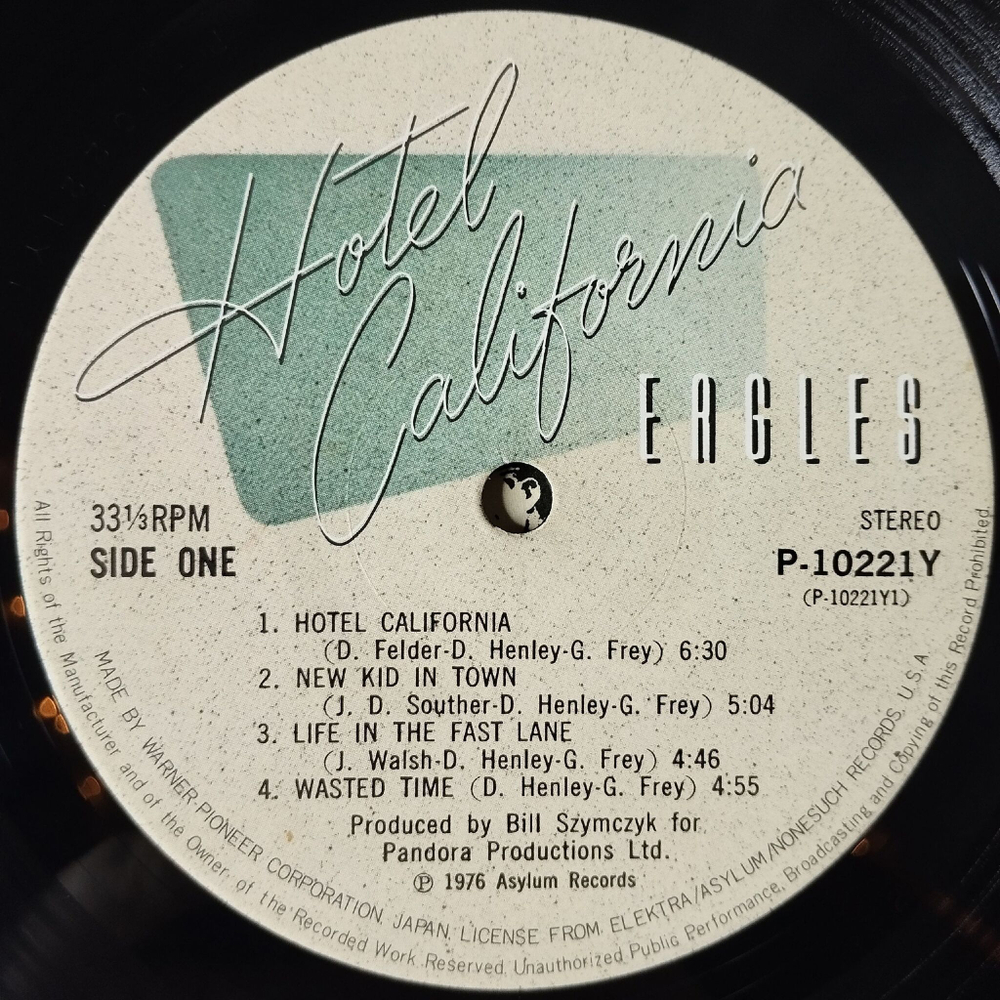 Hotel
California
EAGLES
33⅓RPM
SIDE ONE
STEREO
P-10221Y
(P-10221Y1)
1. HOTEL CALIFORNIA
(D. Felder-D. Henley-G. Frey) 6:30
2. NEW KID IN TOWN
(J. D. Souther-D. Henley-G. Frey) 5:04
3. LIFE IN THE FAST LANE
(J. Walsh-D. Henley-G. Frey) 4:46
4. WASTED TIME (D. Henley-G. Frey) 4:55
Produced by Bill Szymczyk for
Pandora Productions Ltd.
Ⓟ 1976 Asylum Records
MADE BY WARNER-PIONEER CORPORATION, JAPAN, LICENSE FROM, ELEKTRA/ASYLUM/NONESUCH RECORDS, U.S.A
All Rights of the Manufacturer and of the Owner, of the Recorded Work Reserved, Unauthorized Public Performance, Broadcasting and Copying of this Record Prohibited